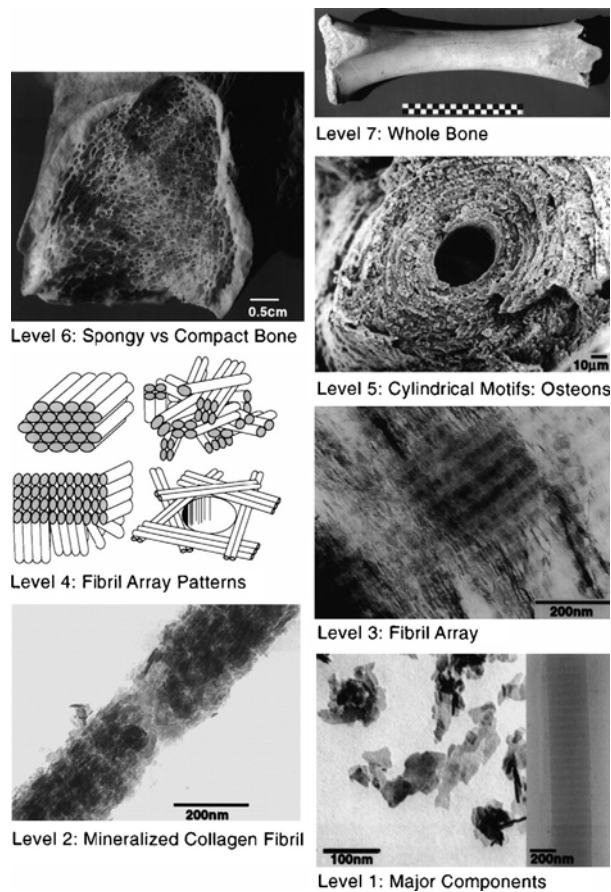 Level 7: Whole Bone
0.5cm
Level 6: Spongy vs Compact Bone
10μm
Level 5: Cylindrical Motifs: Osteons
Level 4: Fibril Array Patterns
200nm
Level 3: Fibril Array
200nm
Level 2: Mineralized Collagen Fibril
100nm
200nm
Level 1: Major Components